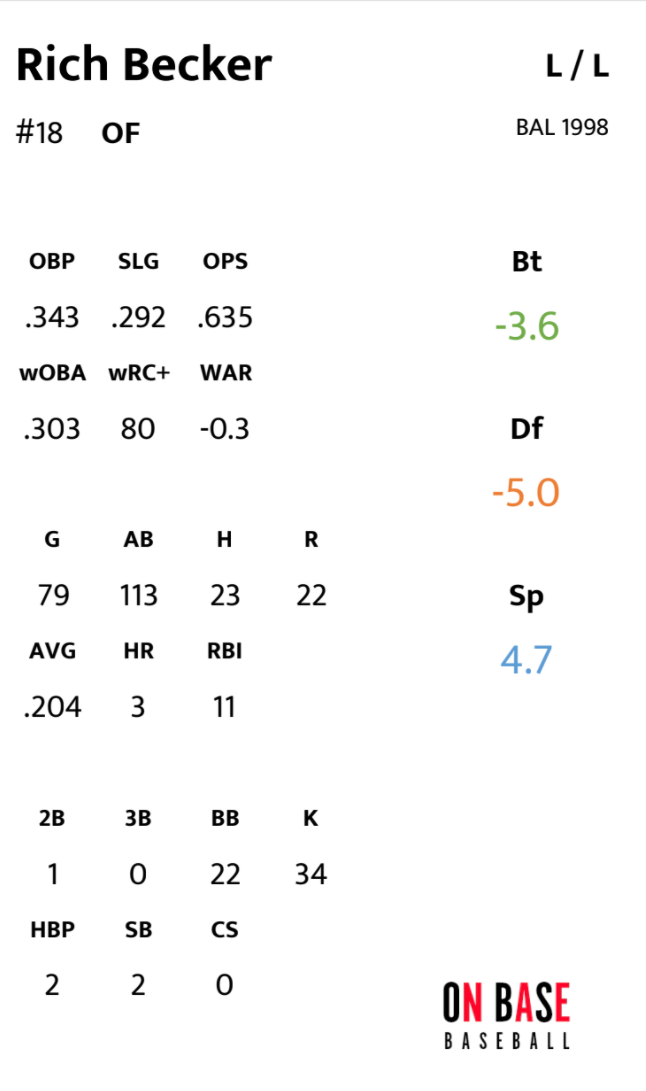 Rich Becker
L / L
#18 OF
BAL 1998
OBP SLG OPS
Bt
.343 .292 .635
-3.6
wOBA wRC+ WAR
.303 80 -0.3
Df
-5.0
G AB H R
79 113 23 22
Sp
AVG HR RBI
4.7
.204 3 11
2B 3B BB K
1 0 22 34
HBP SB CS
2 2 0
ON BASE
BASEBALL